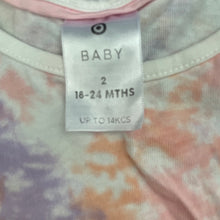 BABY
2
18-24 MTHS
UP TO 14KGS